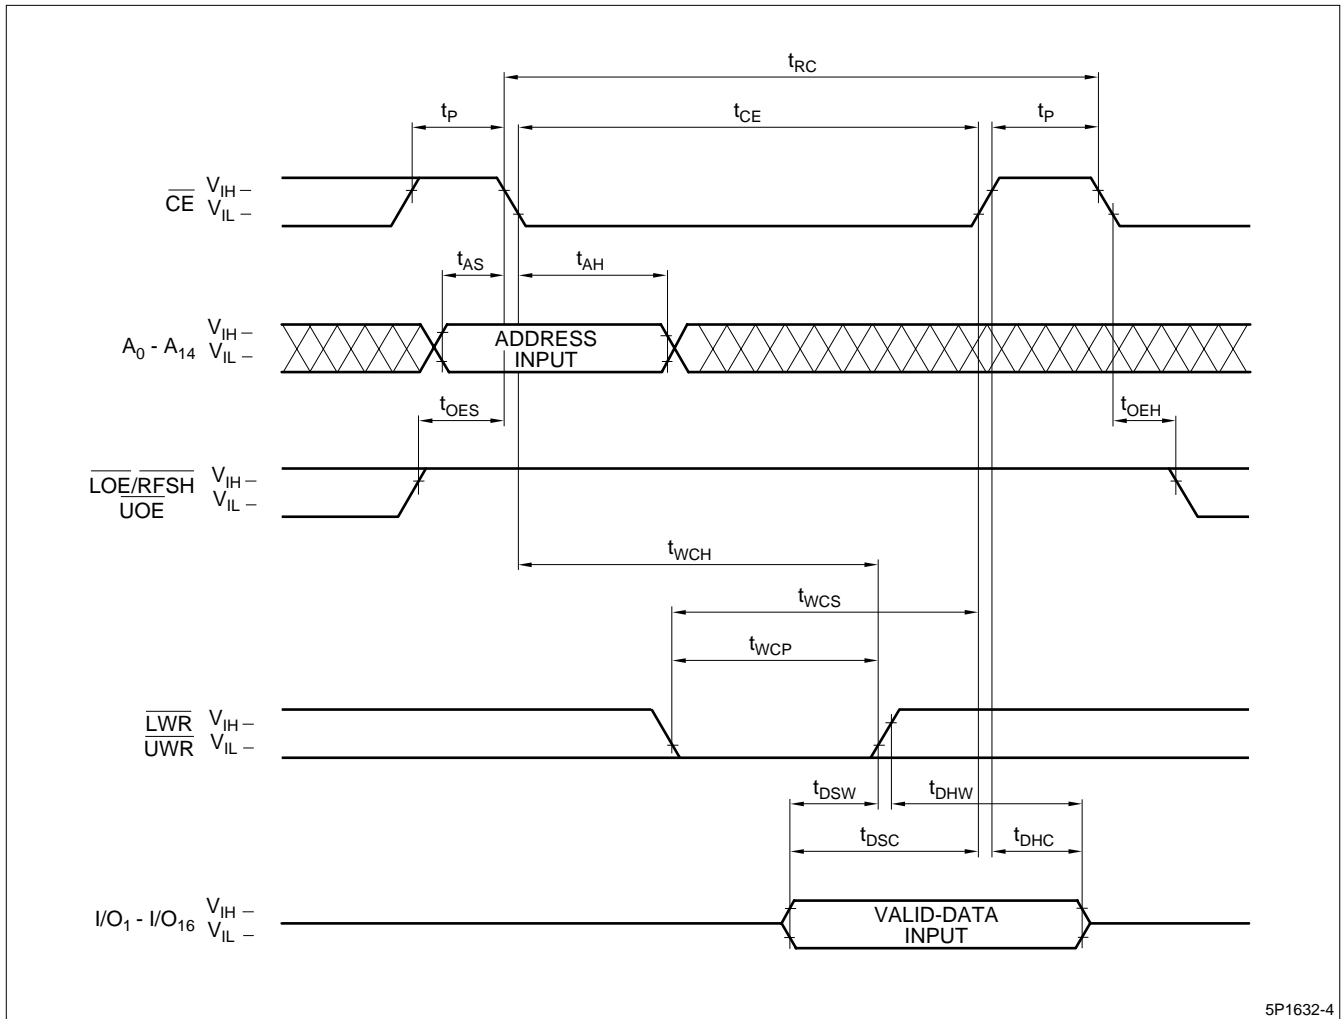 tRC
tP tCE tP
CE VIH –
VIL –
tAS tAH
A0 - A14 VIH –
VIL –
ADDRESS
INPUT
tOES tOEH
LOE/RFSH VIH –
UOE VIL –
tWCH
tWCS
tWCP
LWR VIH –
UWR VIL –
tDSW tDHW
tDSC tDHC
I/O1 - I/O16 VIH –
VIL –
VALID-DATA
INPUT
5P1632-4